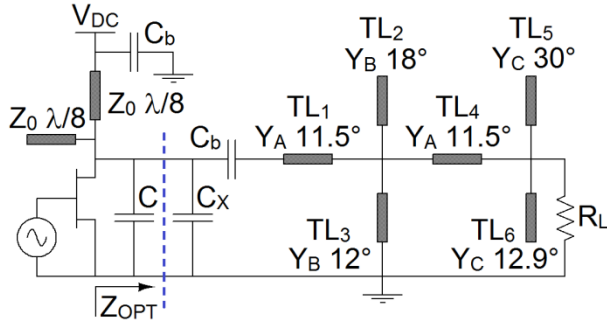 V_DC
C_b
Z_0 λ/8
Z_0 λ/8
C_b
C
C_X
Z_OPT
TL_1
Y_A 11.5°
TL_2
Y_B 18°
TL_3
Y_B 12°
TL_4
Y_A 11.5°
TL_5
Y_C 30°
TL_6
Y_C 12.9°
R_L